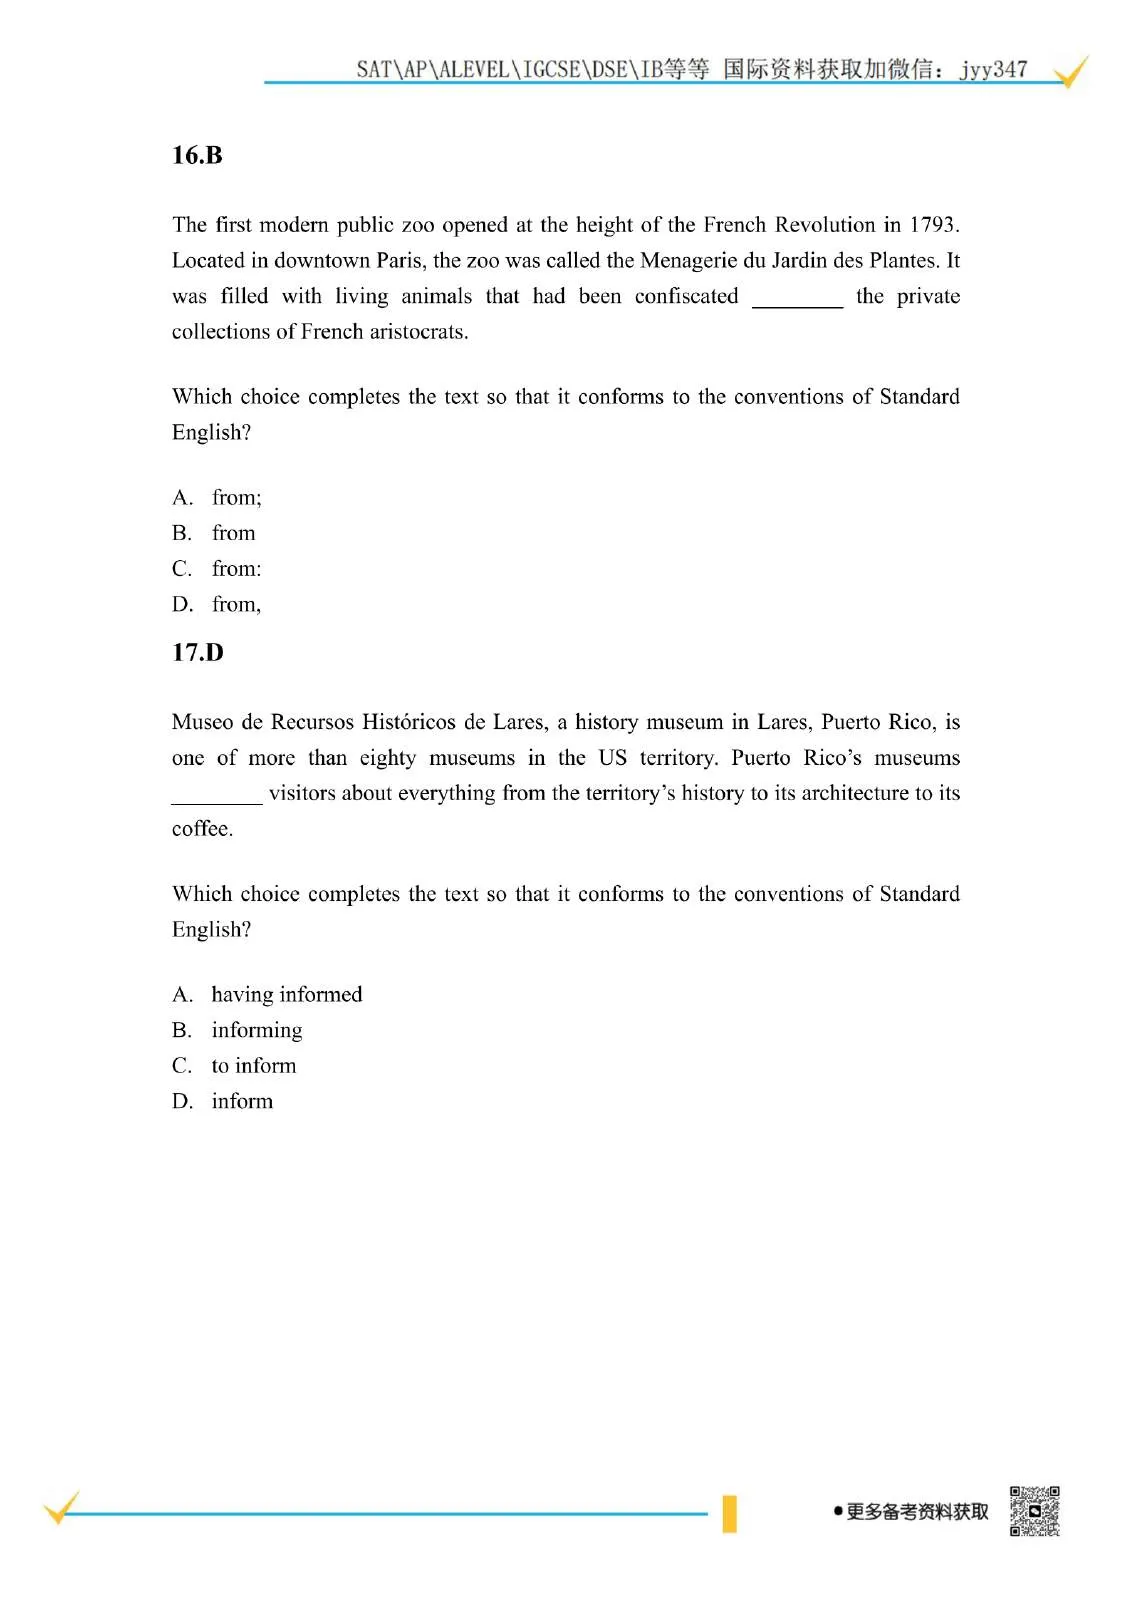 SAT\AP\ALEVEL\IGCSE\DSE\IB等等 国际资料获取加微信：jyy347
16.B
The first modern public zoo opened at the height of the French Revolution in 1793.
Located in downtown Paris, the zoo was called the Menagerie du Jardin des Plantes. It
was filled with living animals that had been confiscated ________ the private
collections of French aristocrats.
Which choice completes the text so that it conforms to the conventions of Standard
English?
A. from;
B. from
C. from:
D. from,
17.D
Museo de Recursos Históricos de Lares, a history museum in Lares, Puerto Rico, is
one of more than eighty museums in the US territory. Puerto Rico’s museums
________ visitors about everything from the territory’s history to its architecture to its
coffee.
Which choice completes the text so that it conforms to the conventions of Standard
English?
A. having informed
B. informing
C. to inform
D. inform
•更多备考资料获取